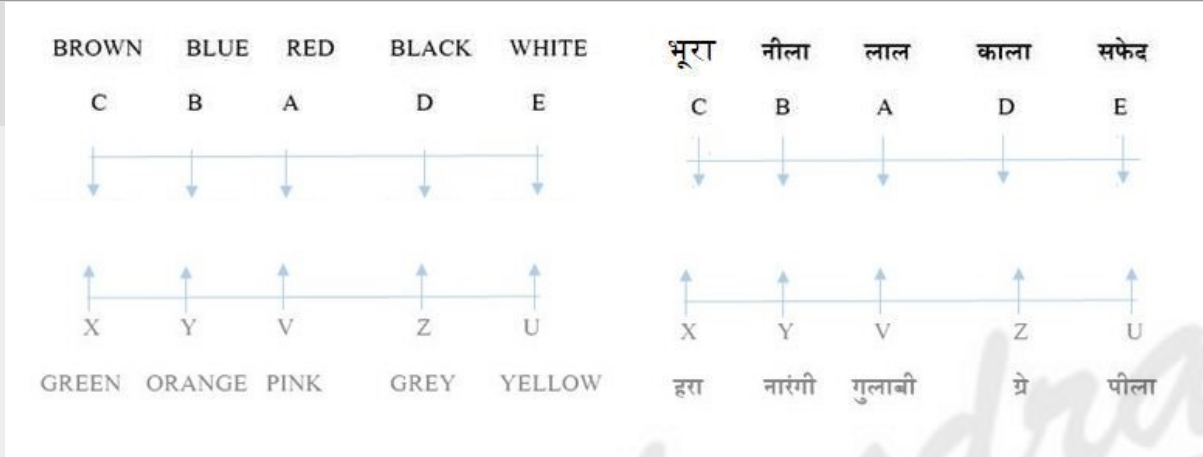 BROWN BLUE RED BLACK WHITE
C B A D E
X Y V Z U
GREEN ORANGE PINK GREY YELLOW
भूरा नीला लाल काला सफेद
C B A D E
X Y V Z U
हरा नारंगी गुलाबी ग्रे पीला